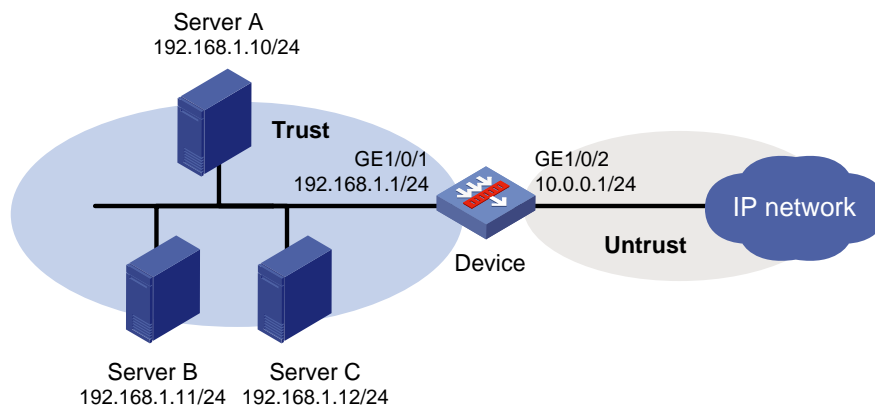 Server A
192.168.1.10/24
Trust
GE1/0/1
192.168.1.1/24
GE1/0/2
10.0.0.1/24
IP network
Untrust
Device
Server B
192.168.1.11/24
Server C
192.168.1.12/24